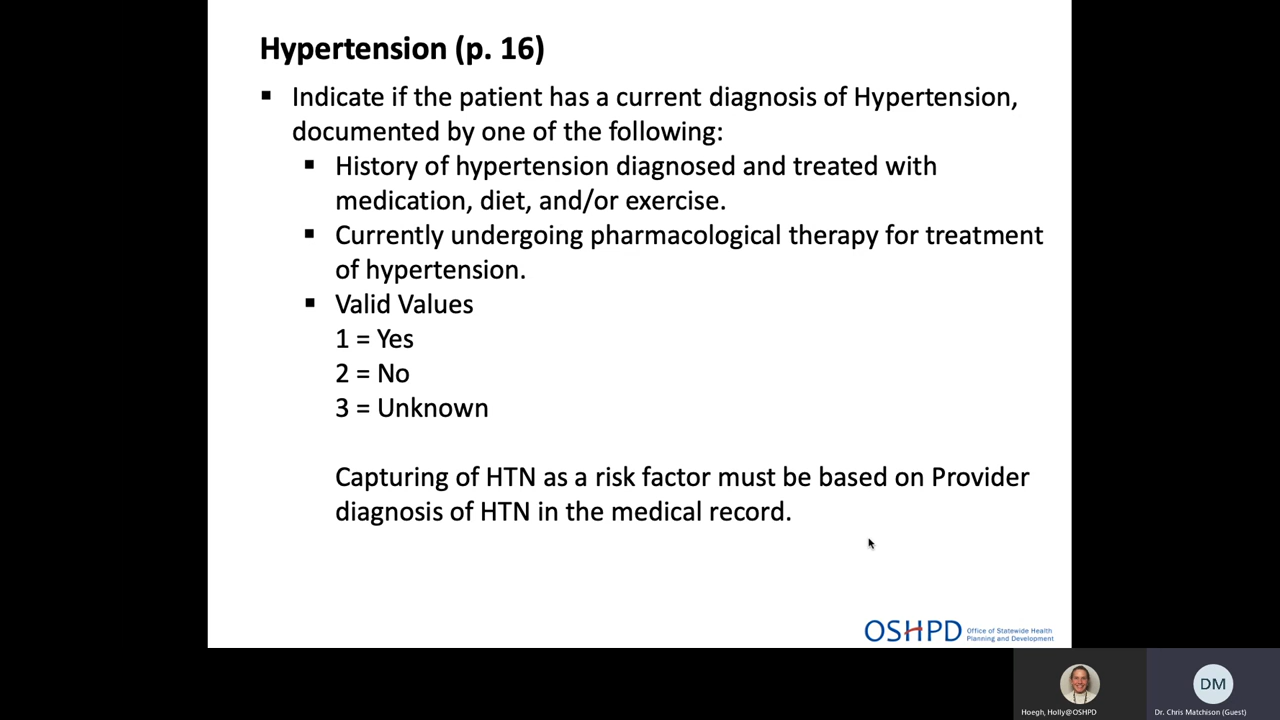 Hypertension (p. 16)
▪ Indicate if the patient has a current diagnosis of Hypertension,
documented by one of the following:
▪ History of hypertension diagnosed and treated with
medication, diet, and/or exercise.
▪ Currently undergoing pharmacological therapy for treatment
of hypertension.
▪ Valid Values
1 = Yes
2 = No
3 = Unknown
Capturing of HTN as a risk factor must be based on Provider
diagnosis of HTN in the medical record.
OSHPD Office of Statewide Health
Planning and Development
DM
Hoegh, Holly@OSHPD
Dr. Chris Matchison (Guest)